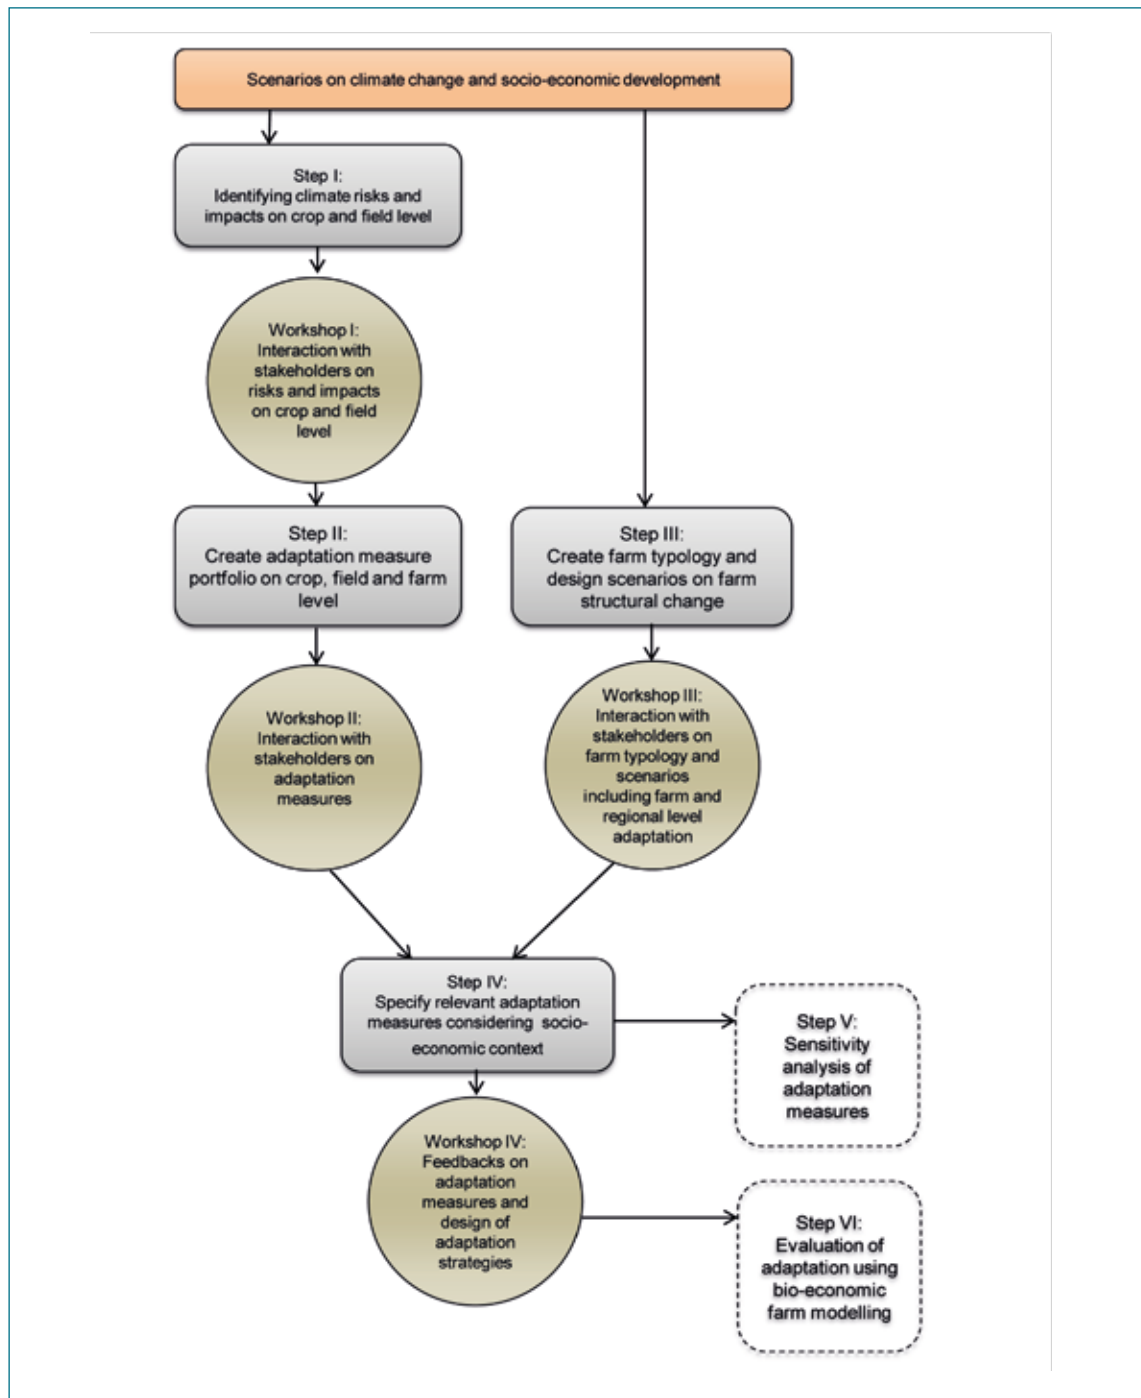 Scenarios on climate change and socio-economic development
Step I:
Identifying climate risks and
impacts on crop and field level
Workshop I:
Interaction with
stakeholders on
risks and impacts
on crop and field
level
Step II:
Create adaptation measure
portfolio on crop, field and farm
level
Step III:
Create farm typology and
design scenarios on farm
structural change
Workshop II:
Interaction with
stakeholders on
adaptation
measures
Workshop III:
Interaction with
stakeholders on
farm typology and
scenarios
including farm and
regional level
adaptation
Step IV:
Specify relevant adaptation
measures considering socio-
economic context
Step V:
Sensitivity
analysis of
adaptation
measures
Workshop IV:
Feedbacks on
adaptation
measures and
design of
adaptation
strategies
Step VI:
Evaluation of
adaptation using
bio-economic
farm modelling